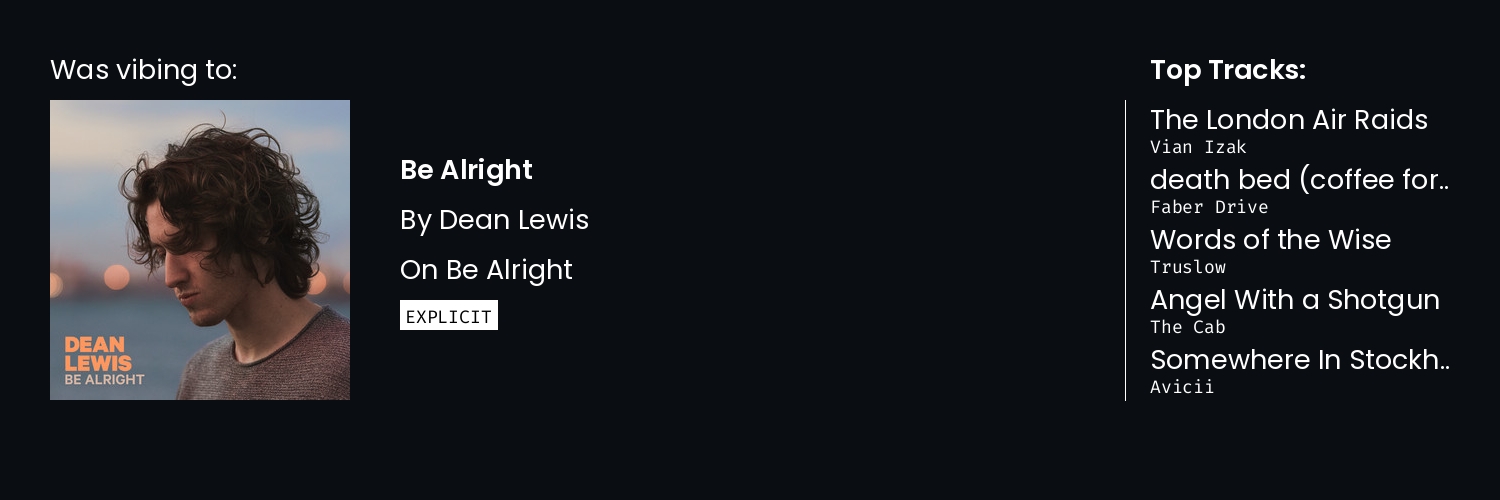 Was vibing to:
DEAN
LEWIS
BE ALRIGHT
Be Alright
By Dean Lewis
On Be Alright
EXPLICIT
Top Tracks:
The London Air Raids
Vian Izak
death bed (coffee for..
Faber Drive
Words of the Wise
Truslow
Angel With a Shotgun
The Cab
Somewhere In Stockh..
Avicii